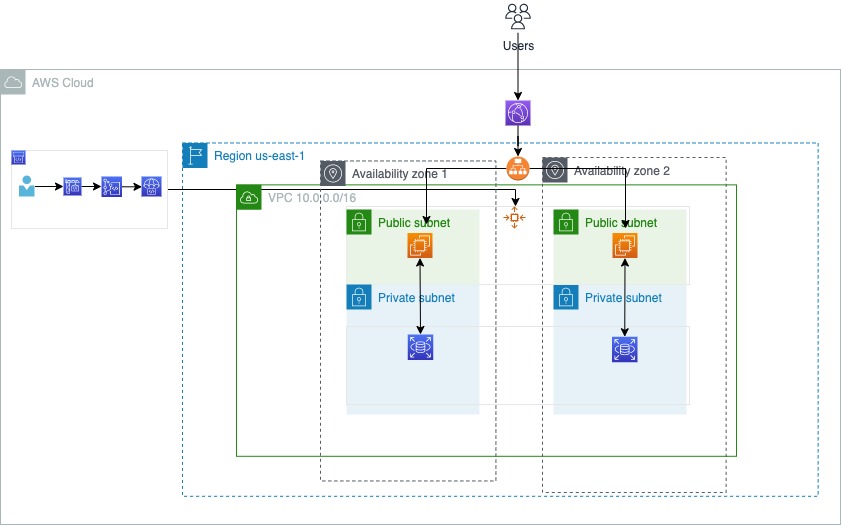 Users
AWS Cloud
Region us-east-1
Availability zone 1
Availability zone 2
VPC 10.0.0.0/16
Public subnet
Public subnet
Private subnet
Private subnet